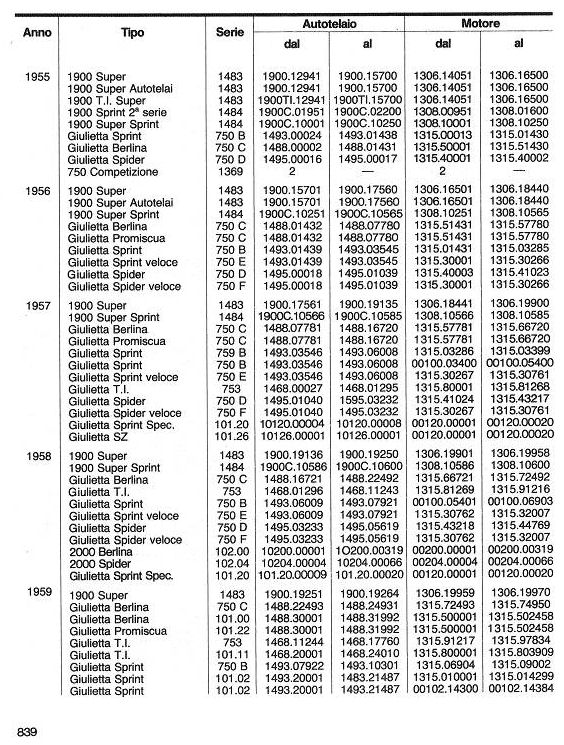 Anno Tipo Serie Autotelaio Motore
dal al dal al
1955 1900 Super 1483 1900.12941 1900.15700 1306.14051 1306.16500
1900 Super Autotelai 1483 1900.12941 1900.15700 1306.14051 1306.16500
1900 T.I. Super 1483 1900TI.12941 1900TI.15700 1306.14051 1306.16500
1900 Sprint 2ª serie 1484 1900C.01951 1900C.02200 1308.00951 1308.01600
1900 Super Sprint 1484 1900C.10001 1900C.10250 1308.10001 1308.10250
Giulietta Sprint 750 B 1493.00024 1493.01438 1315.00013 1315.01430
Giulietta Berlina 750 C 1488.00002 1488.01431 1315.50001 1315.51430
Giulietta Spider 750 D 1495.00016 1495.00017 1315.40001 1315.40002
750 Competizione 1369 2 — 2 —
1956 1900 Super 1483 1900.15701 1900.17560 1306.16501 1306.18440
1900 Super Autotelai 1483 1900.15701 1900.17560 1306.16501 1306.18440
1900 Super Sprint 1484 1900C.10251 1900C.10565 1308.10251 1308.10565
Giulietta Berlina 750 C 1488.01432 1488.07780 1315.51431 1315.57780
Giulietta Promiscua 750 C 1488.01432 1488.07780 1315.51431 1315.57780
Giulietta Sprint 750 B 1493.01439 1493.03545 1315.01431 1315.03285
Giulietta Sprint veloce 750 E 1493.01439 1493.03545 1315.30001 1315.30266
Giulietta Spider 750 D 1495.00018 1495.01039 1315.40003 1315.41023
Giulietta Spider veloce 750 F 1495.00018 1495.01039 1315.30001 1315.30266
1957 1900 Super 1483 1900.17561 1900.19135 1306.18441 1306.19900
1900 Super Sprint 1484 1900C.10566 1900C.10585 1308.10566 1308.10585
Giulietta Berlina 750 C 1488.07781 1488.16720 1315.57781 1315.66720
Giulietta Promiscua 750 C 1488.07781 1488.16720 1315.57781 1315.66720
Giulietta Sprint 759 B 1493.03546 1493.06008 1315.03286 1315.03399
Giulietta Sprint 750 B 1493.03546 1493.06008 00100.03400 00100.05400
Giulietta Sprint veloce 750 E 1493.03546 1493.06008 1315.30267 1315.30761
Giulietta T.I. 753 1468.00027 1468.01295 1315.80001 1315.81268
Giulietta Spider 750 D 1495.01040 1595.03232 1315.41024 1315.43217
Giulietta Spider veloce 750 F 1495.01040 1495.03232 1315.30267 1315.30761
Giulietta Sprint Spec. 101.20 10120.00004 10120.00008 00120.00001 00120.00020
Giulietta SZ 101.26 10126.00001 10126.00001 00120.00001 00120.00020
1958 1900 Super 1483 1900.19136 1900.19250 1306.19901 1306.19958
1900 Super Sprint 1484 1900C.10586 1900C.10600 1308.10586 1308.10600
Giulietta Berlina 750 C 1488.16721 1488.22492 1315.66721 1315.72492
Giulietta T.I. 753 1468.01296 1468.11243 1315.81269 1315.91216
Giulietta Sprint 750 B 1493.06009 1493.07921 00100.05401 00100.06903
Giulietta Sprint veloce 750 E 1493.06009 1493.07921 1315.30762 1315.32007
Giulietta Spider 750 D 1495.03233 1495.05619 1315.43218 1315.44769
Giulietta Spider veloce 750 F 1495.03233 1495.05619 1315.30762 1315.32007
2000 Berlina 102.00 10200.00001 1O200.00319 00200.00001 00200.00319
2000 Spider 102.04 10204.00004 10204.00066 00204.00004 00204.00066
Giulietta Sprint Spec. 101.20 101.20.00009 101.20.00020 00120.00001 00120.00020
1959 1900 Super 1483 1900.19251 1900.19264 1306.19959 1306.19970
Giulietta Berlina 750 C 1488.22493 1488.24931 1315.72493 1315.74950
Giulietta Berlina 101.00 1488.30001 1488.31992 1315.500001 1315.502458
Giulietta Promiscua 101.22 1488.30001 1488.31992 1315.500001 1315.502458
Giulietta T.I. 753 1468.11244 1468.17760 1315.91217 1315.97834
Giulietta T.I. 101.11 1468.20001 1468.24010 1315.800001 1315.803909
Giulietta Sprint 750 B 1493.07922 1493.10301 1315.06904 1315.09002
Giulietta Sprint 101.02 1493.20001 1483.21487 1315.010001 1315.014299
Giulietta Sprint 101.02 1493.20001 1493.21487 00102.14300 00102.14384
839